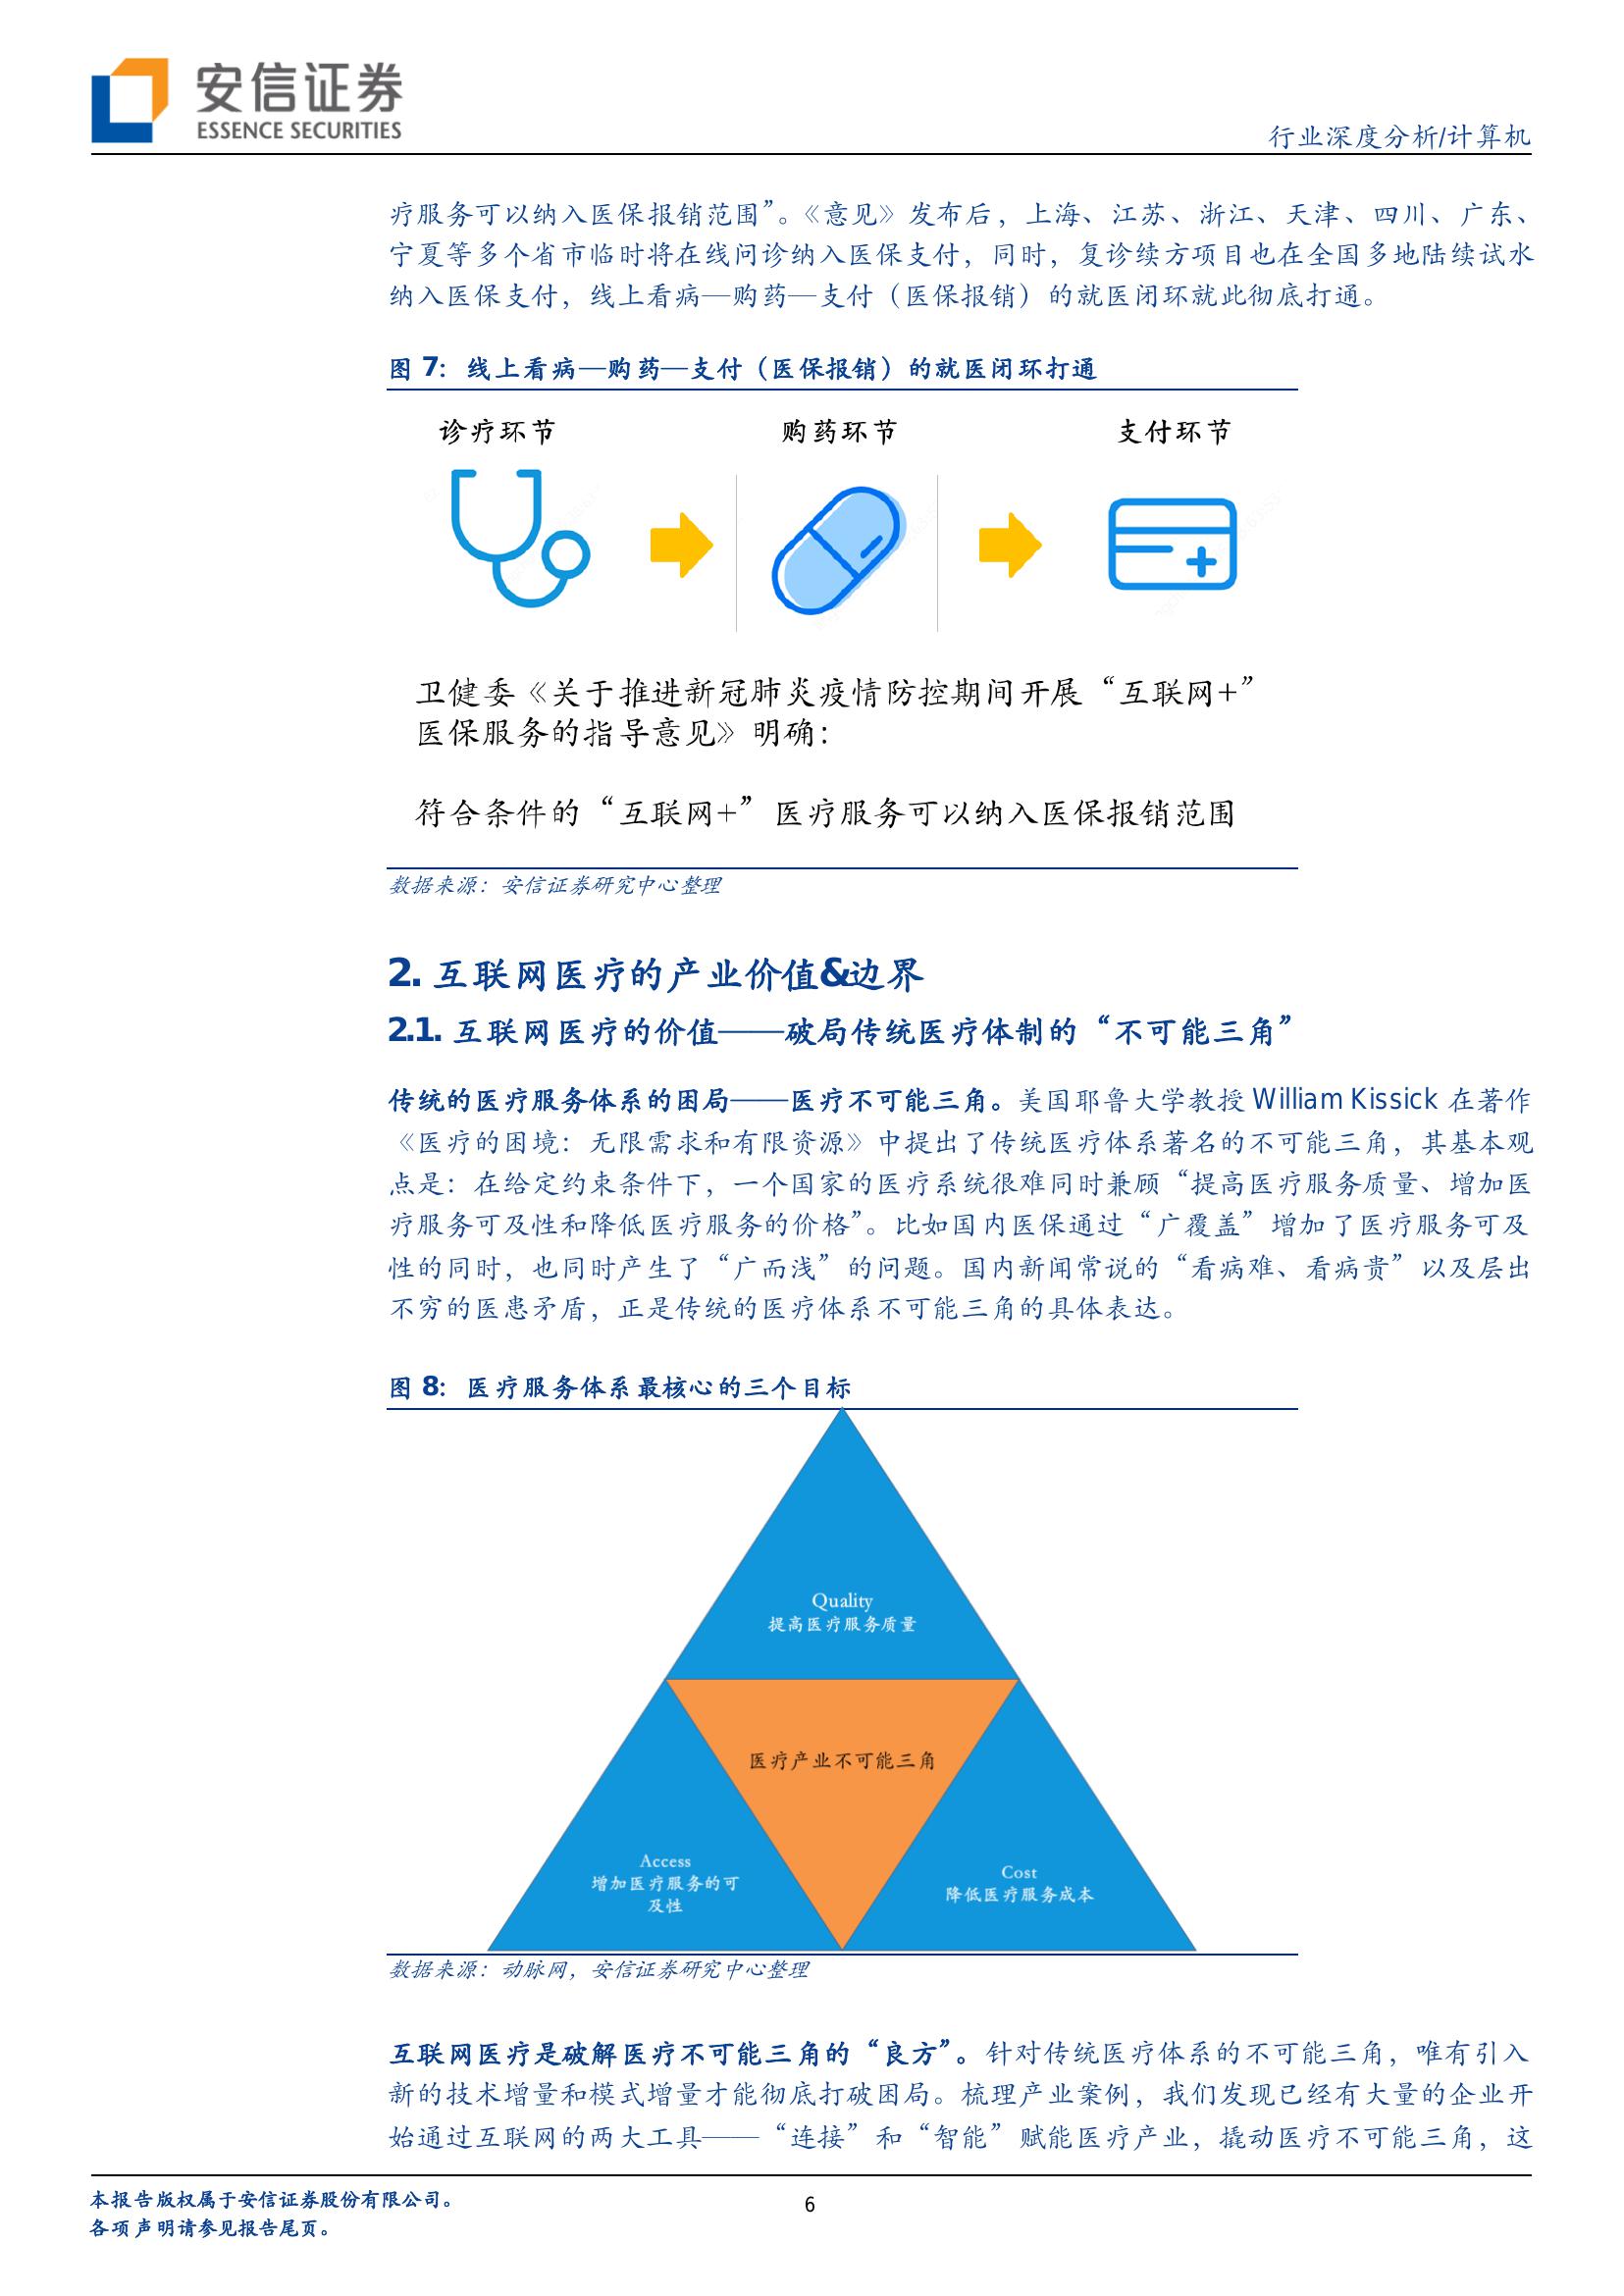 安信证券
ESSENCE SECURITIES
行业深度分析/计算机
疗服务可以纳入医保报销范围”。《意见》发布后，上海、江苏、浙江、天津、四川、广东、
宁夏等多个省市临时将在线问诊纳入医保支付，同时，复诊续方项目也在全国多地陆续试水
纳入医保支付，线上看病—购药—支付（医保报销）的就医闭环就此彻底打通。
图 7：线上看病—购药—支付（医保报销）的就医闭环打通
诊疗环节 购药环节 支付环节
卫健委《关于推进新冠肺炎疫情防控期间开展“互联网+”
医保服务的指导意见》明确：
符合条件的“互联网+”医疗服务可以纳入医保报销范围
数据来源：安信证券研究中心整理
2. 互联网医疗的产业价值&边界
2.1. 互联网医疗的价值——破局传统医疗体制的“不可能三角”
传统的医疗服务体系的困局——医疗不可能三角。美国耶鲁大学教授 William Kissick 在著作
《医疗的困境：无限需求和有限资源》中提出了传统医疗体系著名的不可能三角，其基本观
点是：在给定约束条件下，一个国家的医疗系统很难同时兼顾“提高医疗服务质量、增加医
疗服务可及性和降低医疗服务的价格”。比如国内医保通过“广覆盖”增加了医疗服务可及
性的同时，也同时产生了“广而浅”的问题。国内新闻常说的“看病难、看病贵”以及层出
不穷的医患矛盾，正是传统的医疗体系不可能三角的具体表达。
图 8：医疗服务体系最核心的三个目标
Quality
提高医疗服务质量
医疗产业不可能三角
Access
增加医疗服务的可
及性
Cost
降低医疗服务成本
数据来源：动脉网，安信证券研究中心整理
互联网医疗是破解医疗不可能三角的“良方”。针对传统医疗体系的不可能三角，唯有引入
新的技术增量和模式增量才能彻底打破困局。梳理产业案例，我们发现已经有大量的企业开
始通过互联网的两大工具——“连接”和“智能”赋能医疗产业，撬动医疗不可能三角，这
本报告版权属于安信证券股份有限公司。
各项声明请参见报告尾页。
6